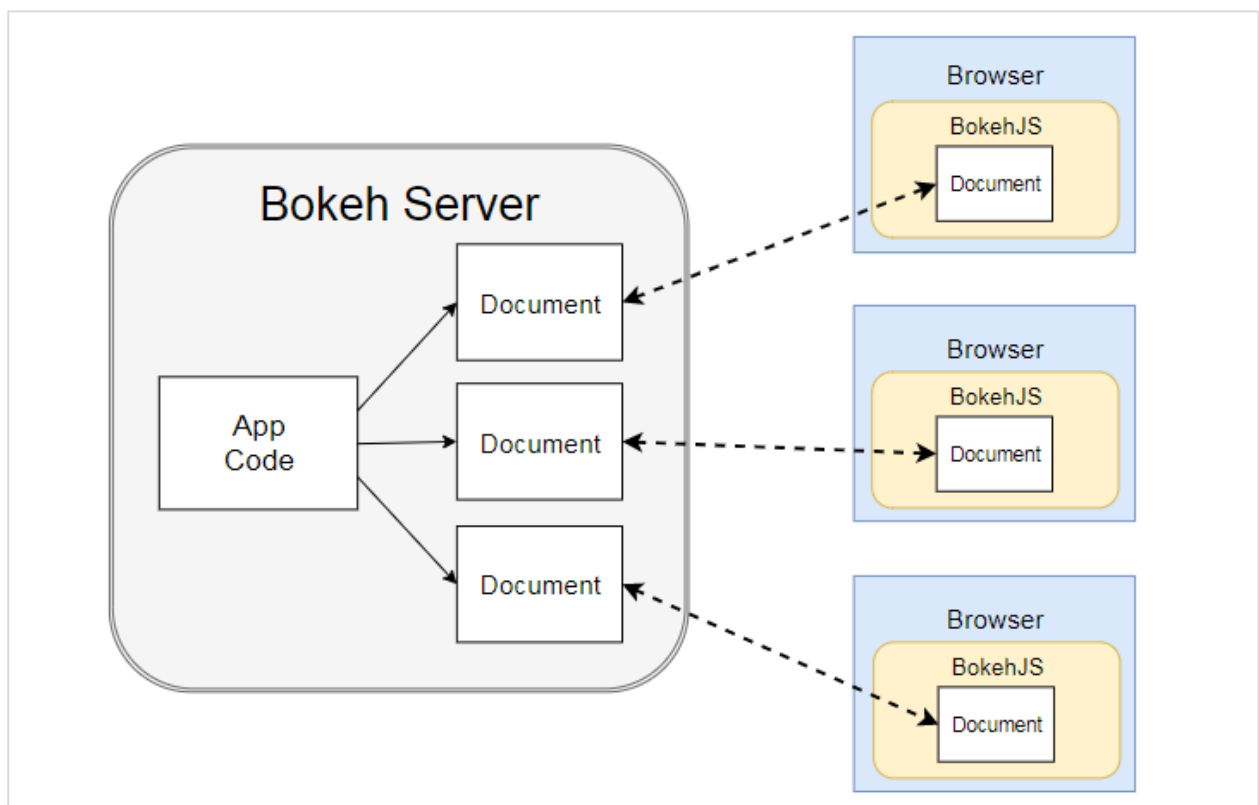 Bokeh Server
App
Code
Document
Document
Document
Browser
BokehJS
Document
Browser
BokehJS
Document
Browser
BokehJS
Document